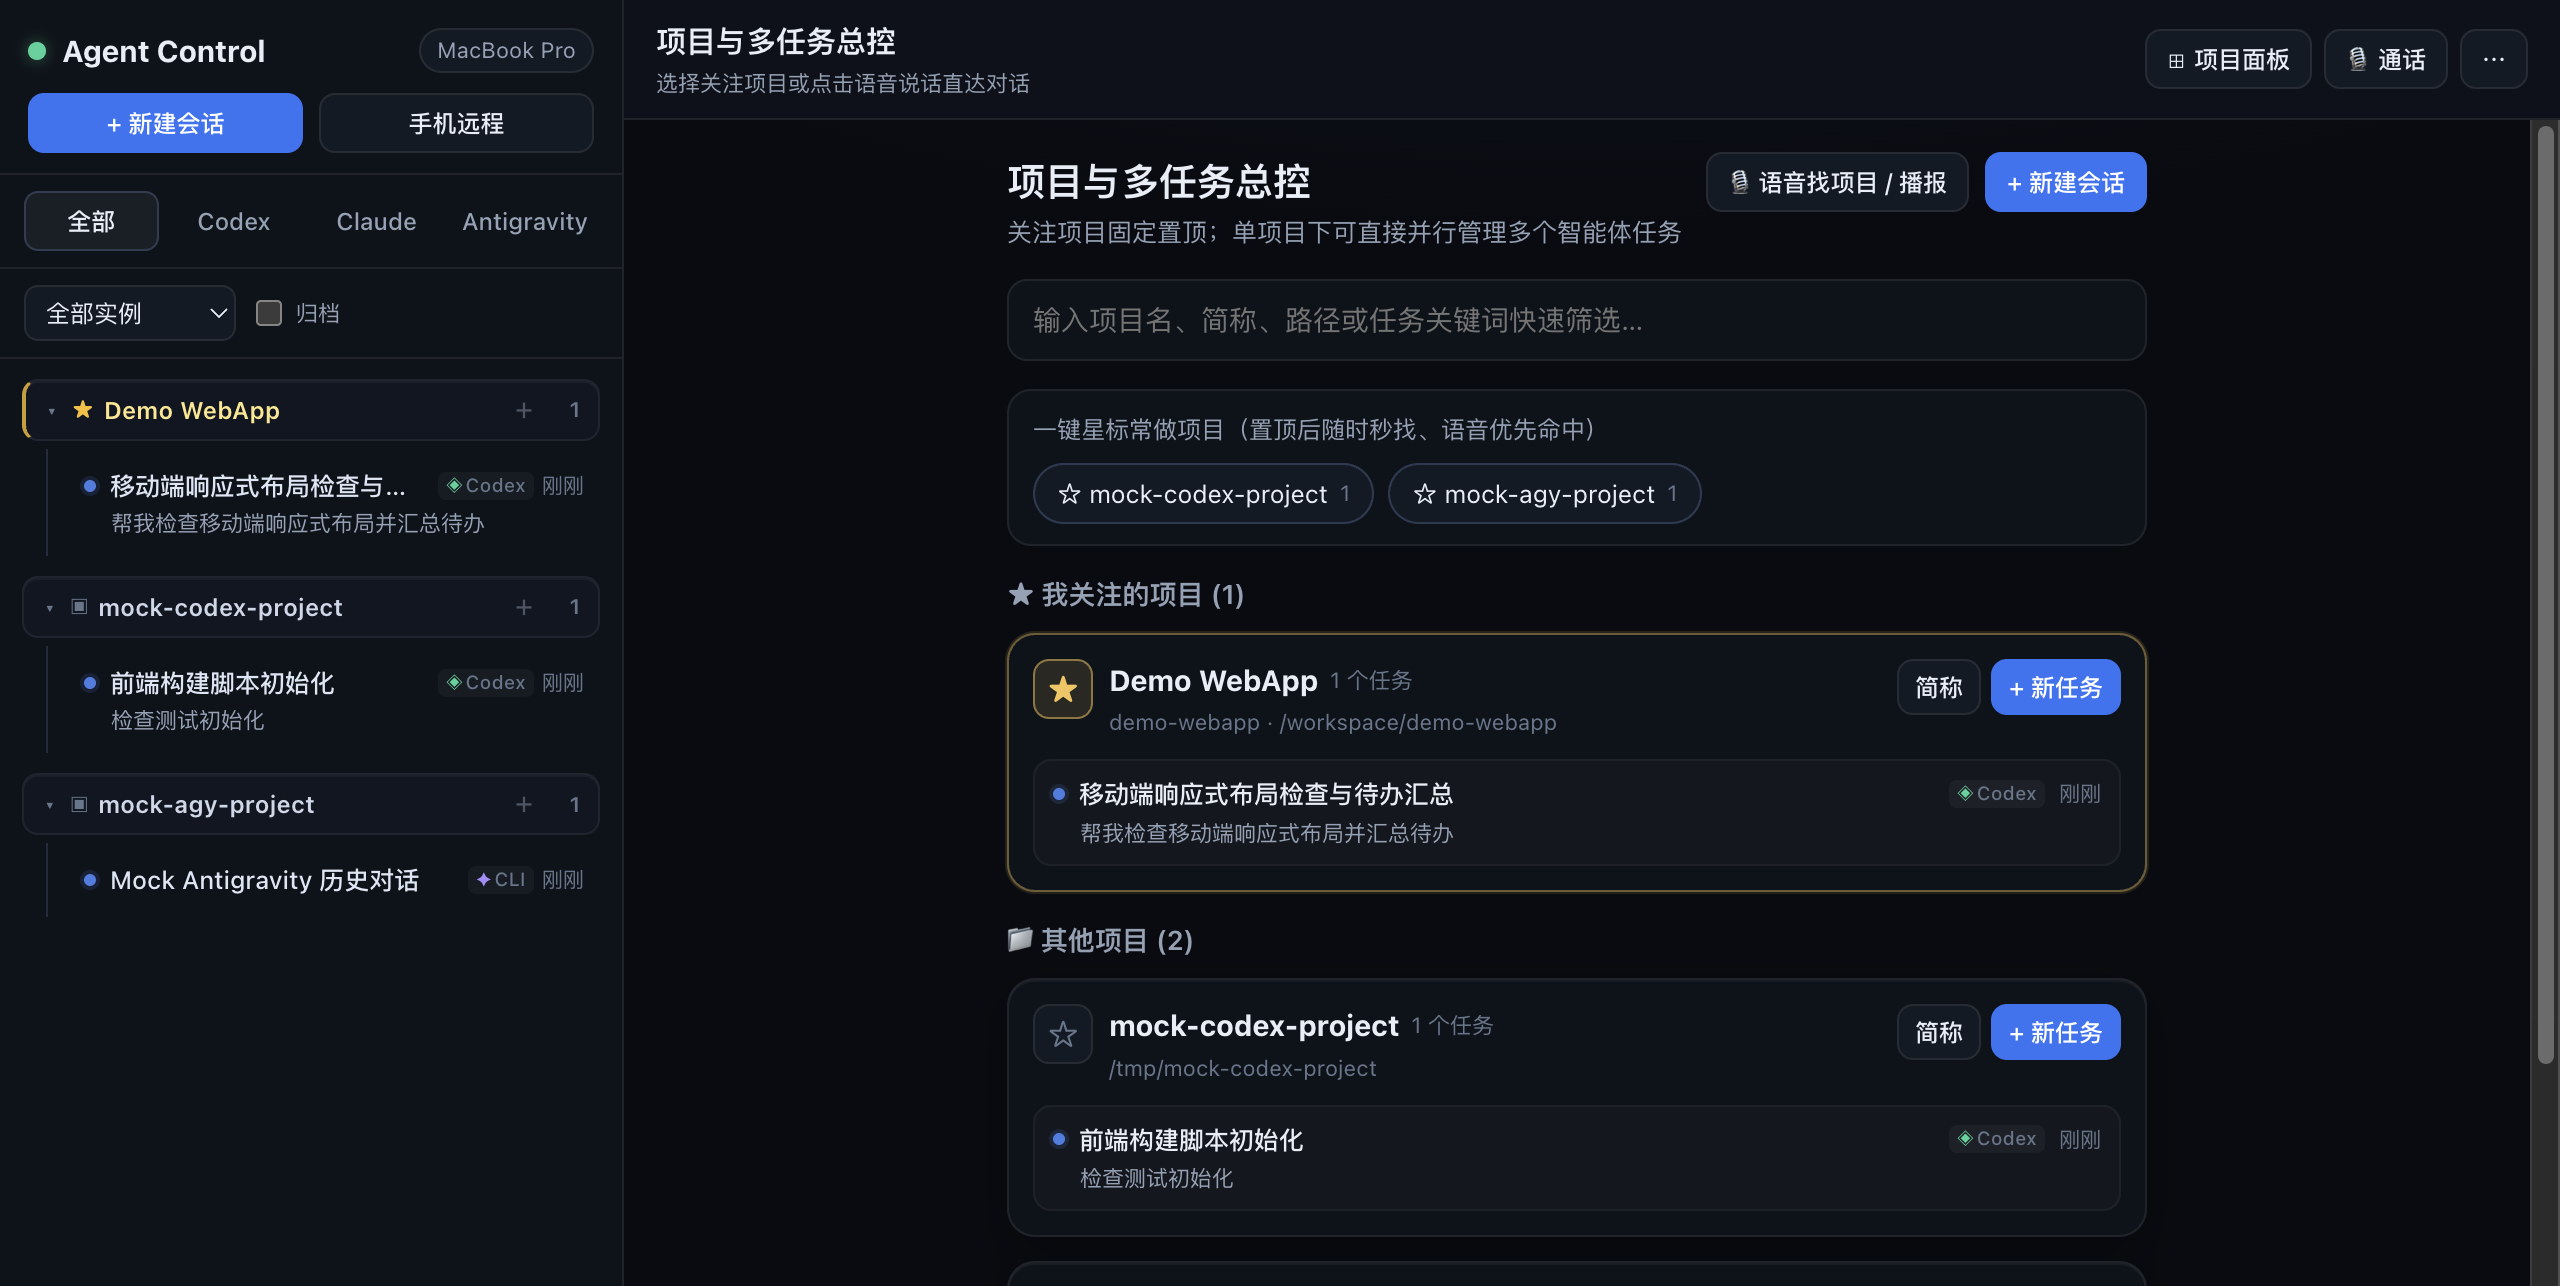 Agent Control
MacBook Pro
+ 新建会话
手机远程
全部
Codex
Claude
Antigravity
全部实例
归档
Demo WebApp
+ 1
移动端响应式布局检查与...
Codex 刚刚
帮我检查移动端响应式布局并汇总待办
mock-codex-project
+ 1
前端构建脚本初始化
Codex 刚刚
检查测试初始化
mock-agy-project
+ 1
Mock Antigravity 历史对话
CLI 刚刚
项目与多任务总控
选择关注项目或点击语音说话直达对话
项目面板
通话
...
项目与多任务总控
关注项目固定置顶；单项目下可直接并行管理多个智能体任务
语音找项目 / 播报
+ 新建会话
输入项目名、简称、路径或任务关键词快速筛选...
一键星标常做项目（置顶后随时秒找、语音优先命中）
☆ mock-codex-project 1
☆ mock-agy-project 1
★ 我关注的项目 (1)
Demo WebApp 1 个任务
demo-webapp · /workspace/demo-webapp
简称
+ 新任务
移动端响应式布局检查与待办汇总
Codex 刚刚
帮我检查移动端响应式布局并汇总待办
其他项目 (2)
mock-codex-project 1 个任务
/tmp/mock-codex-project
简称
+ 新任务
前端构建脚本初始化
Codex 刚刚
检查测试初始化